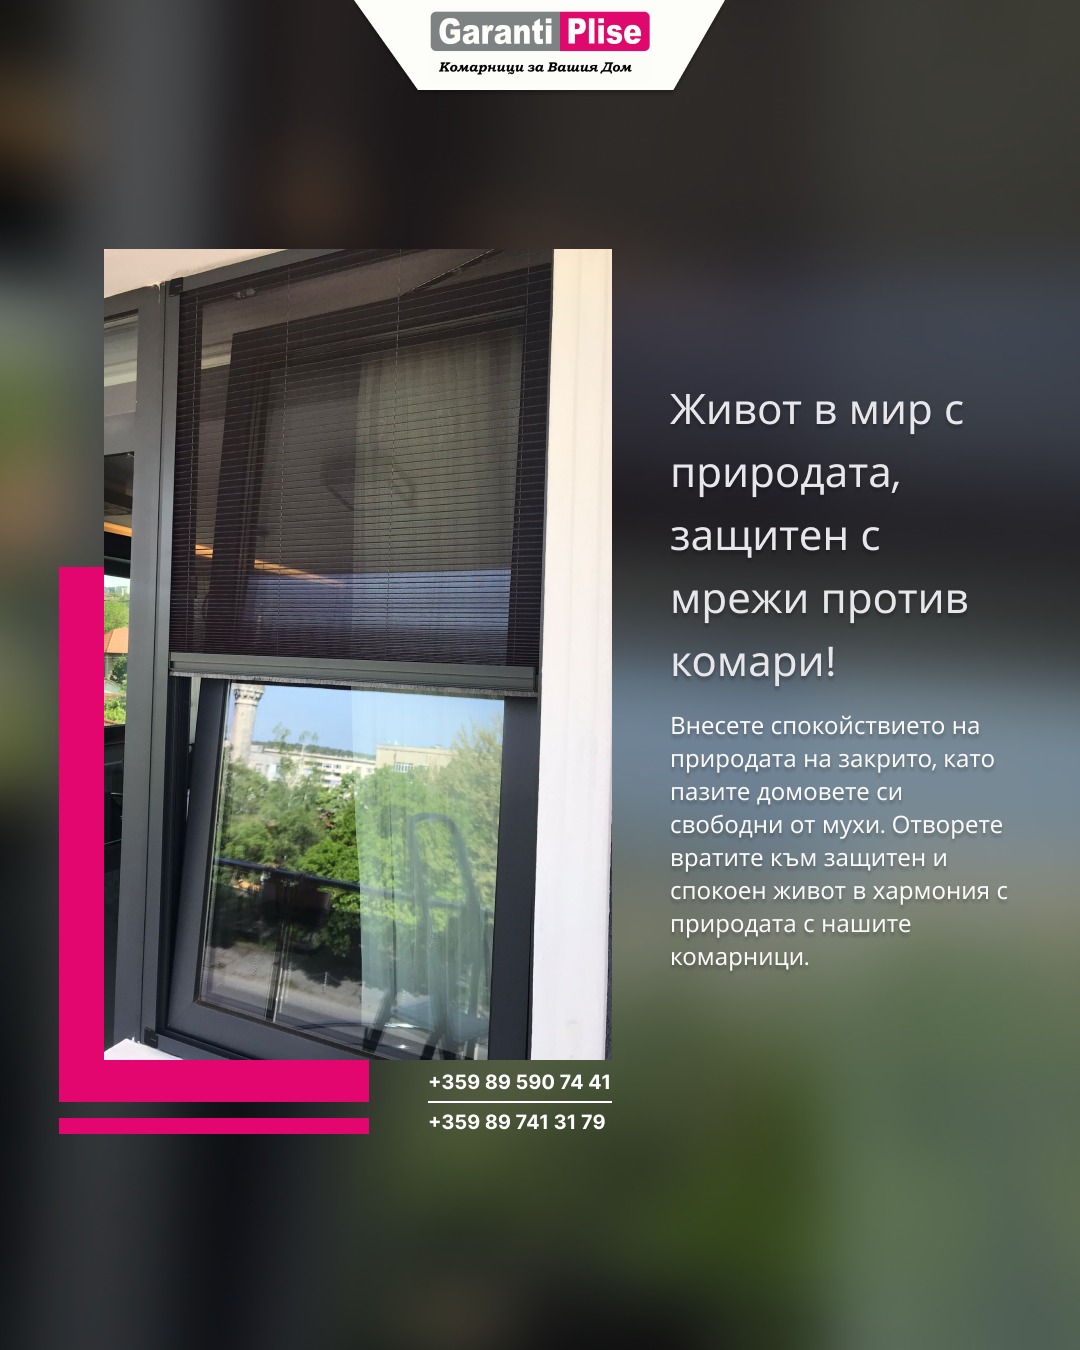 Garanti Plise
Комарници за Вашия Дом
Живот в мир с
природата,
защитен с
мрежи против
комари!
Внесете спокойствието на
природата на закрито, като
пазите домовете си
свободни от мухи. Отворете
вратите към защитен и
спокоен живот в хармония с
природата с нашите
комарници.
+359 89 590 74 41
+359 89 741 31 79